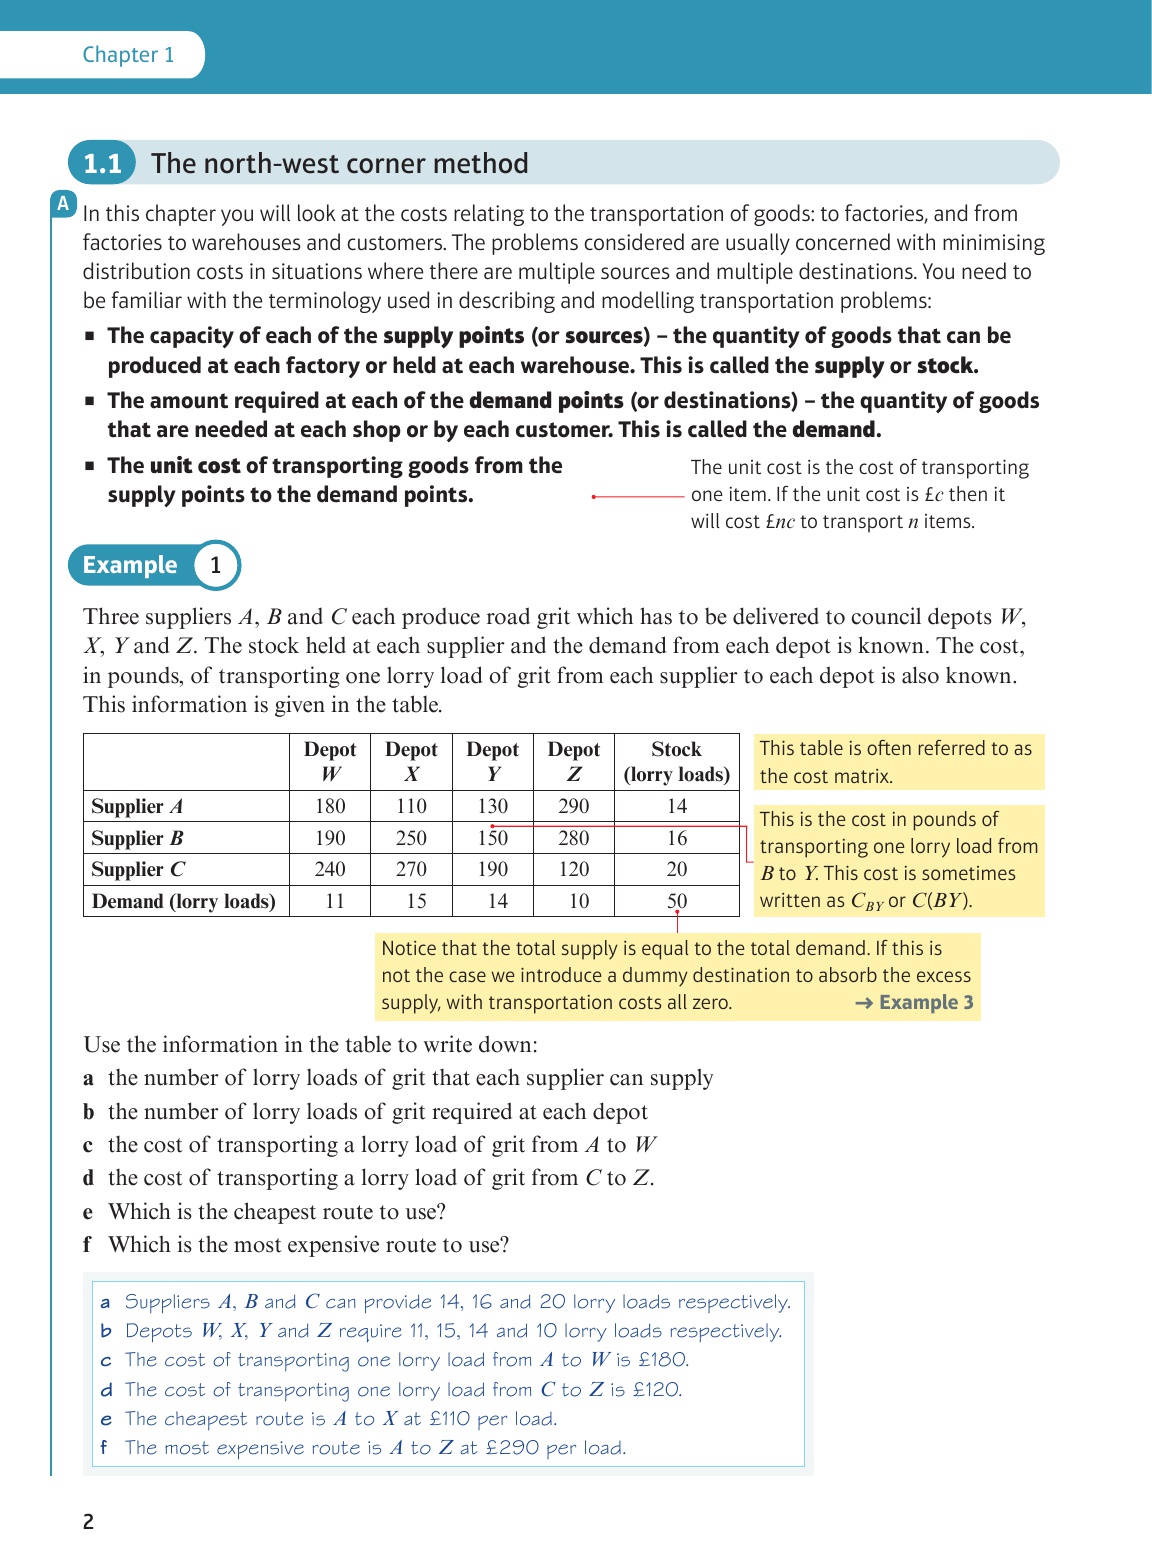 Chapter 1
1.1 The north-west corner method
A
In this chapter you will look at the costs relating to the transportation of goods: to factories, and from
factories to warehouses and customers. The problems considered are usually concerned with minimising
distribution costs in situations where there are multiple sources and multiple destinations. You need to
be familiar with the terminology used in describing and modelling transportation problems:
■ The capacity of each of the supply points (or sources) – the quantity of goods that can be
produced at each factory or held at each warehouse. This is called the supply or stock.
■ The amount required at each of the demand points (or destinations) – the quantity of goods
that are needed at each shop or by each customer. This is called the demand.
■ The unit cost of transporting goods from the
supply points to the demand points.
The unit cost is the cost of transporting
one item. If the unit cost is £c then it
will cost £nc to transport n items.
Example 1
Three suppliers A, B and C each produce road grit which has to be delivered to council depots W,
X, Y and Z. The stock held at each supplier and the demand from each depot is known. The cost,
in pounds, of transporting one lorry load of grit from each supplier to each depot is also known.
This information is given in the table.
Depot Depot Depot Depot Stock
W X Y Z (lorry loads)
Supplier A 180 110 130 290 14
Supplier B 190 250 150 280 16
Supplier C 240 270 190 120 20
Demand (lorry loads) 11 15 14 10 50
This table is often referred to as
the cost matrix.
This is the cost in pounds of
transporting one lorry load from
B to Y. This cost is sometimes
written as C_BY or C(BY).
Notice that the total supply is equal to the total demand. If this is
not the case we introduce a dummy destination to absorb the excess
supply, with transportation costs all zero. → Example 3
Use the information in the table to write down:
a the number of lorry loads of grit that each supplier can supply
b the number of lorry loads of grit required at each depot
c the cost of transporting a lorry load of grit from A to W
d the cost of transporting a lorry load of grit from C to Z.
e Which is the cheapest route to use?
f Which is the most expensive route to use?
a Suppliers A, B and C can provide 14, 16 and 20 lorry loads respectively.
b Depots W, X, Y and Z require 11, 15, 14 and 10 lorry loads respectively.
c The cost of transporting one lorry load from A to W is £180.
d The cost of transporting one lorry load from C to Z is £120.
e The cheapest route is A to X at £110 per load.
f The most expensive route is A to Z at £290 per load.
2